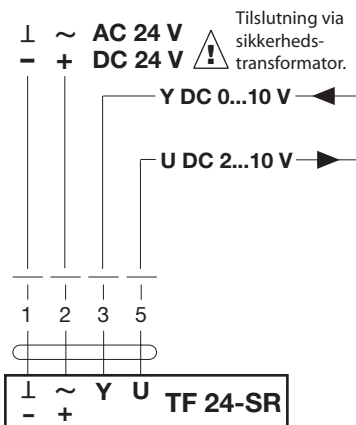 ⊥ ~ AC 24 V
– + DC 24 V
!
Tilslutning via
sikkerheds-
transformator.
Y DC 0...10 V
U DC 2...10 V
1 2 3 5
⊥ ~ Y U
– +
TF 24-SR